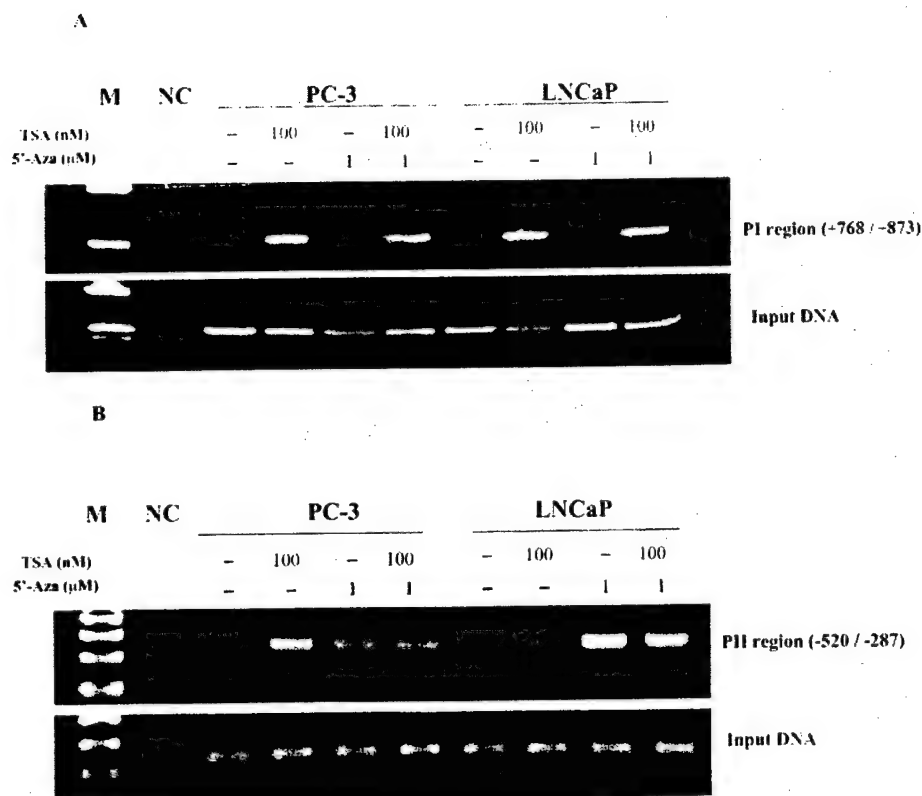 A
M NC PC-3 LNCaP
TSA (nM) – 100 – 100 – 100 – 100
5'-Aza (uM) – – 1 1 – – 1 1
PI region (+768 / ~873)
Input DNA
B
M NC PC-3 LNCaP
TSA (nM) – 100 – 100 – 100 – 100
5'-Aza (µM) – – 1 1 – – 1 1
PII region (-520 / -287)
Input DNA